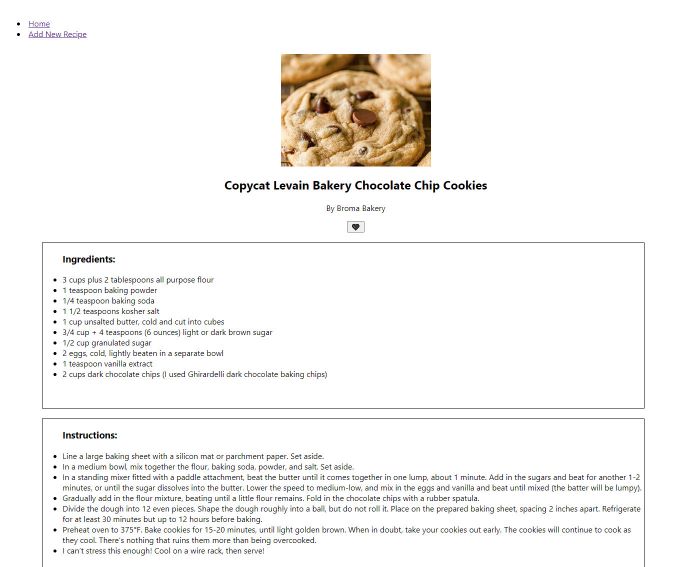 Home
Add New Recipe
Copycat Levain Bakery Chocolate Chip Cookies
By Broma Bakery
Ingredients:
3 cups plus 2 tablespoons all purpose flour
1 teaspoon baking powder
1/4 teaspoon baking soda
1 1/2 teaspoons kosher salt
1 cup unsalted butter, cold and cut into cubes
3/4 cup + 4 teaspoons (6 ounces) light or dark brown sugar
1/2 cup granulated sugar
2 eggs, cold, lightly beaten in a separate bowl
1 teaspoon vanilla extract
2 cups dark chocolate chips (I used Ghirardelli dark chocolate baking chips)
Instructions:
Line a large baking sheet with a silicon mat or parchment paper. Set aside.
In a medium bowl, mix together the flour, baking soda, powder, and salt. Set aside.
In a standing mixer fitted with a paddle attachment, beat the butter until it comes together in one lump, about 1 minute. Add in the sugars and beat for another 1-2
minutes, or until the sugar dissolves into the butter. Lower the speed to medium-low, and mix in the eggs and vanilla and beat until mixed (the batter will be lumpy).
Gradually add in the flour mixture, beating until a little flour remains. Fold in the chocolate chips with a rubber spatula.
Divide the dough into 12 even pieces. Shape the dough roughly into a ball, but do not roll it. Place on the prepared baking sheet, spacing 2 inches apart. Refrigerate
for at least 30 minutes but up to 12 hours before baking.
Preheat oven to 375°F. Bake cookies for 15-20 minutes, until light golden brown. When in doubt, take your cookies out early. The cookies will continue to cook as
they cool. There's nothing that ruins them more than being overcooked.
I can't stress this enough! Cool on a wire rack, then serve!